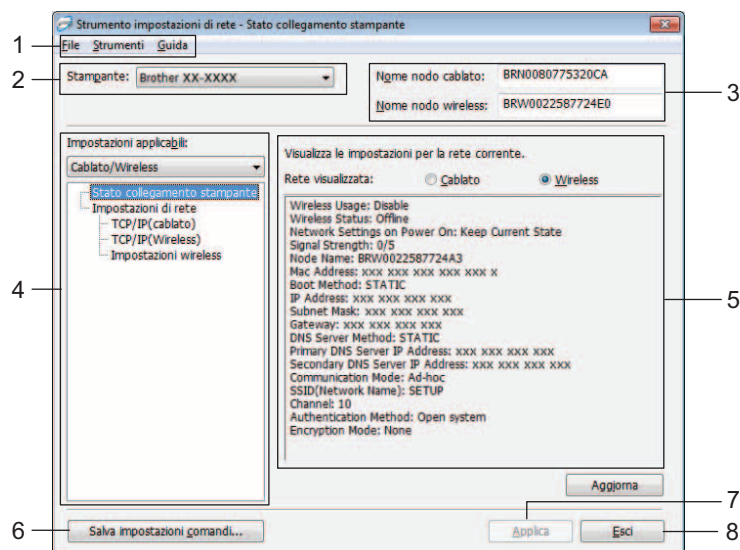 Strumento impostazioni di rete - Stato collegamento stampante
1
File Strumenti Guida
2
Stampante: Brother XX-XXXX
Nome nodo cablato: BRN0080775320CA
Nome nodo wireless: BRW0022587724E0
3
Impostazioni applicabili:
Cablato/Wireless
Stato collegamento stampante
Impostazioni di rete
TCP/IP(cablato)
TCP/IP(Wireless)
Impostazioni wireless
4
Visualizza le impostazioni per la rete corrente.
Rete visualizzata: Cablato Wireless
Wireless Usage: Disable
Wireless Status: Offline
Network Settings on Power On: Keep Current State
Signal Strength: 0/5
Node Name: BRW0022587724A3
Mac Address: xxx xxx xxx xxx xxx x
Boot Method: STATIC
IP Address: xxx xxx xxx xxx
Subnet Mask: xxx xxx xxx xxx
Gateway: xxx xxx xxx xxx
DNS Server Method: STATIC
Primary DNS Server IP Address: xxx xxx xxx xxx
Secondary DNS Server IP Address: xxx xxx xxx xxx
Communication Mode: Ad-hoc
SSID(Network Name): SETUP
Channel: 10
Authentication Method: Open system
Encryption Mode: None
5
Aggiorna
6
Salva impostazioni comandi...
7
Applica
Esci
8